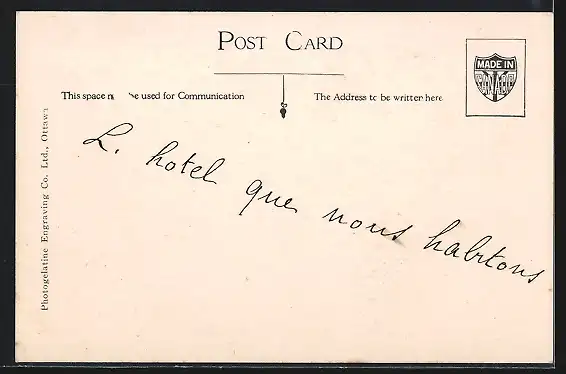 POST CARD
MADE IN
CANADA
This space m be used for Communication
The Address to be written here
L. hotel que nous habitons
Photogelatine Engraving Co. Ltd., Ottawa